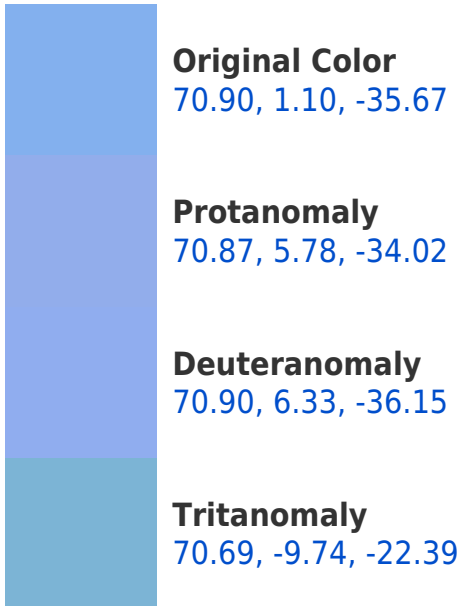 Original Color
70.90, 1.10, -35.67
Protanomaly
70.87, 5.78, -34.02
Deuteranomaly
70.90, 6.33, -36.15
Tritanomaly
70.69, -9.74, -22.39